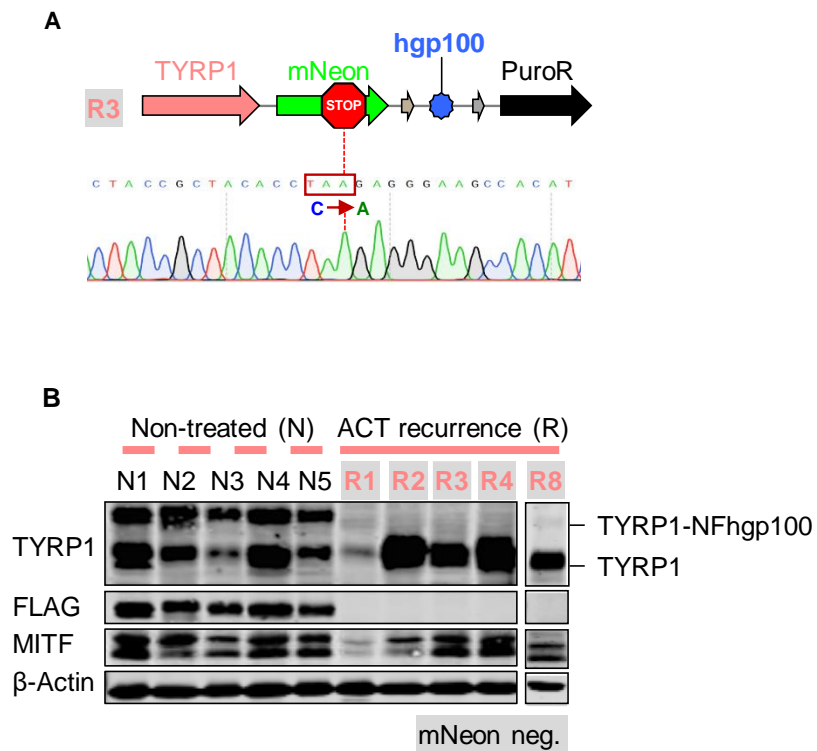 A
hgp100
TYRP1 mNeon PuroR
R3 STOP
C T A C C G C T A C A C C T A A G A G G G A A G C C A C A T
C A
B
Non-treated (N) ACT recurrence (R)
N1 N2 N3 N4 N5 R1 R2 R3 R4 R8
TYRP1-NFhgp100
TYRP1 TYRP1
FLAG
MITF
β-Actin
mNeon neg.